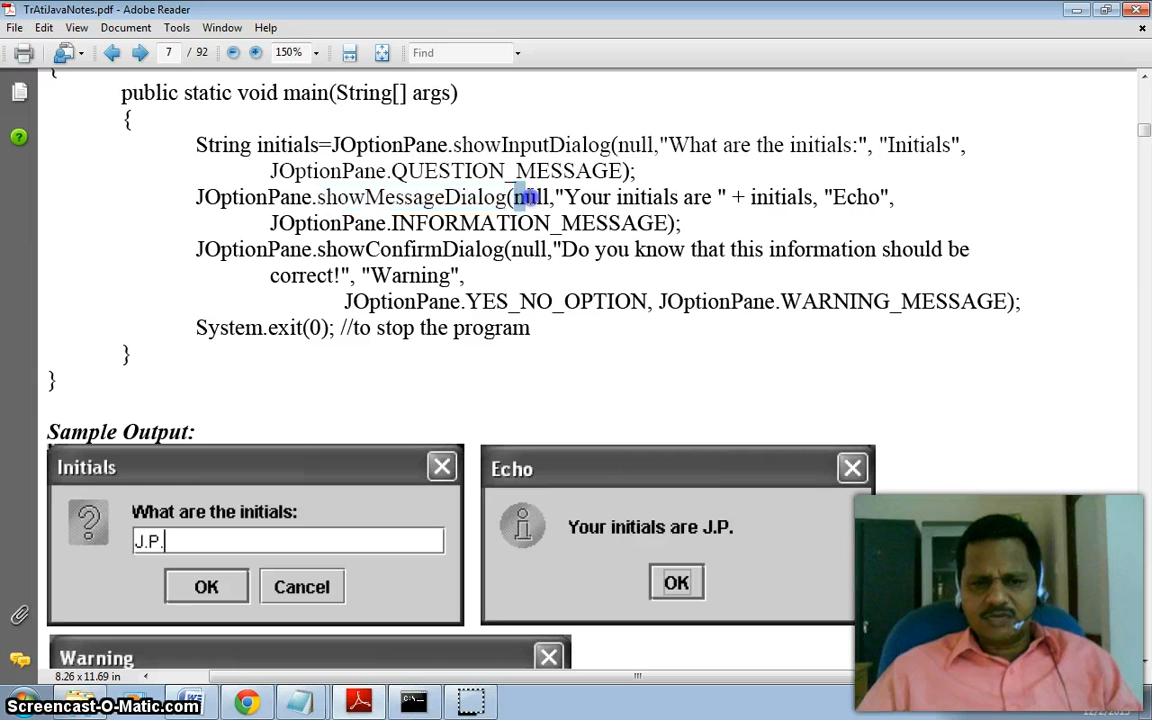 TrAtiJavaNotes.pdf - Adobe Reader
File Edit View Document Tools Window Help
7 / 92 150% Find
{
public static void main(String[] args)
{
String initials=JOptionPane.showInputDialog(null,"What are the initials:", "Initials",
JOptionPane.QUESTION_MESSAGE);
JOptionPane.showMessageDialog(null,"Your initials are " + initials, "Echo",
JOptionPane.INFORMATION_MESSAGE);
JOptionPane.showConfirmDialog(null,"Do you know that this information should be
correct!", "Warning",
JOptionPane.YES_NO_OPTION, JOptionPane.WARNING_MESSAGE);
System.exit(0); //to stop the program
}
}
Sample Output:
Initials
What are the initials:
J.P.
OK Cancel
Echo
Your initials are J.P.
OK
Warning
8.26 x 11.69 in
Screencast-O-Matic.com